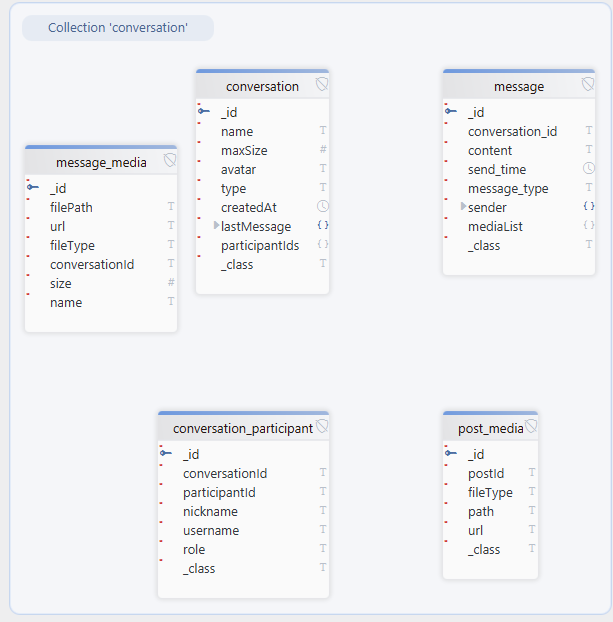 Collection 'conversation'
conversation
_id
name T
maxSize #
avatar T
type T
createdAt
lastMessage {}
participantIds {}
_class T
message
_id
conversation_id T
content T
send_time
message_type T
sender {}
mediaList {}
_class T
message_media
_id
filePath T
url T
fileType T
conversationId T
size #
name T
conversation_participant
_id
conversationId T
participantId T
nickname T
username T
role T
_class T
post_media
_id
postId T
fileType T
path T
url T
_class T